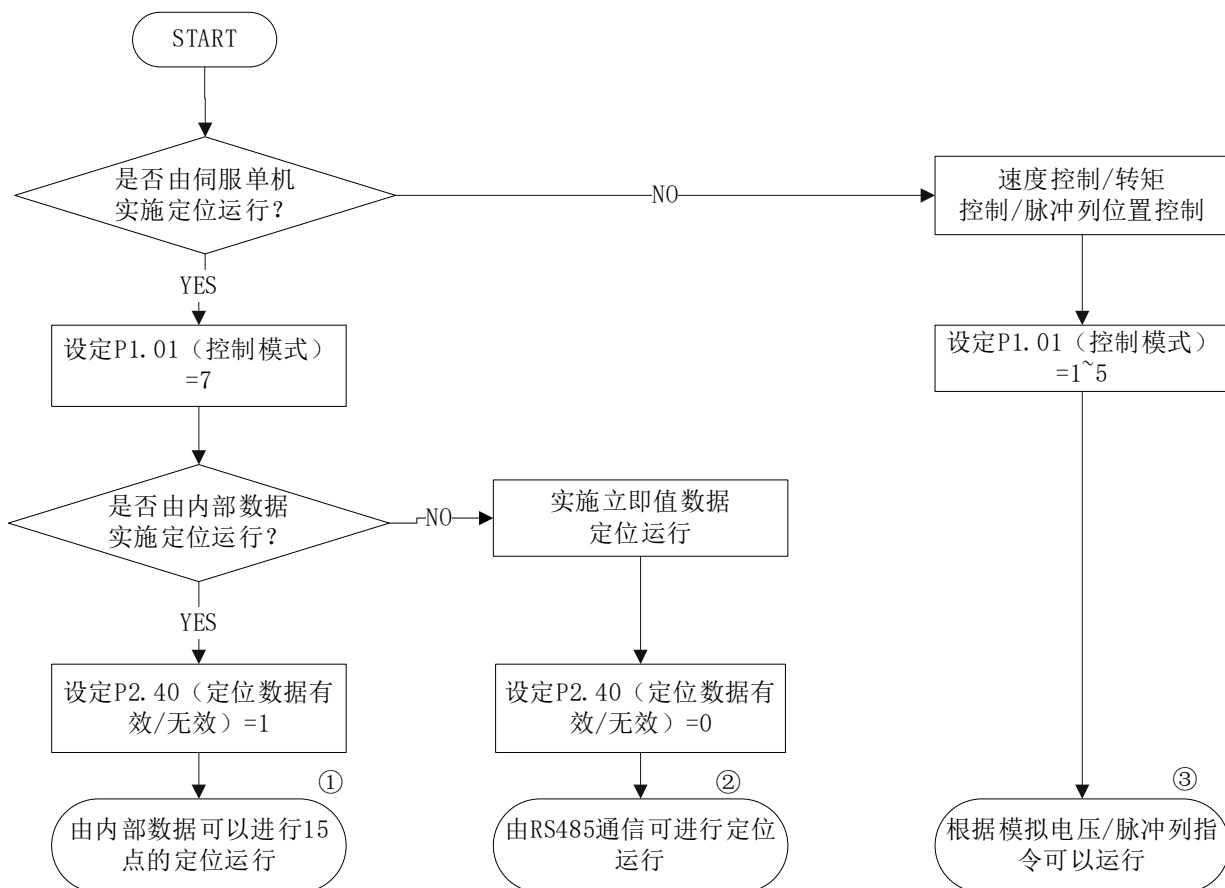 START
是否由伺服单机
实施定位运行?
NO
速度控制/转矩
控制/脉冲列位置控制
YES
设定P1.01（控制模式）
=7
设定P1.01（控制模式）
=1~5
是否由内部数据
实施定位运行?
NO
实施立即值数据
定位运行
YES
设定P2.40（定位数据有
效/无效）=1
设定P2.40（定位数据有
效/无效）=0
①
②
③
由内部数据可以进行15
点的定位运行
由RS485通信可进行定位
运行
根据模拟电压/脉冲列指
令可以运行